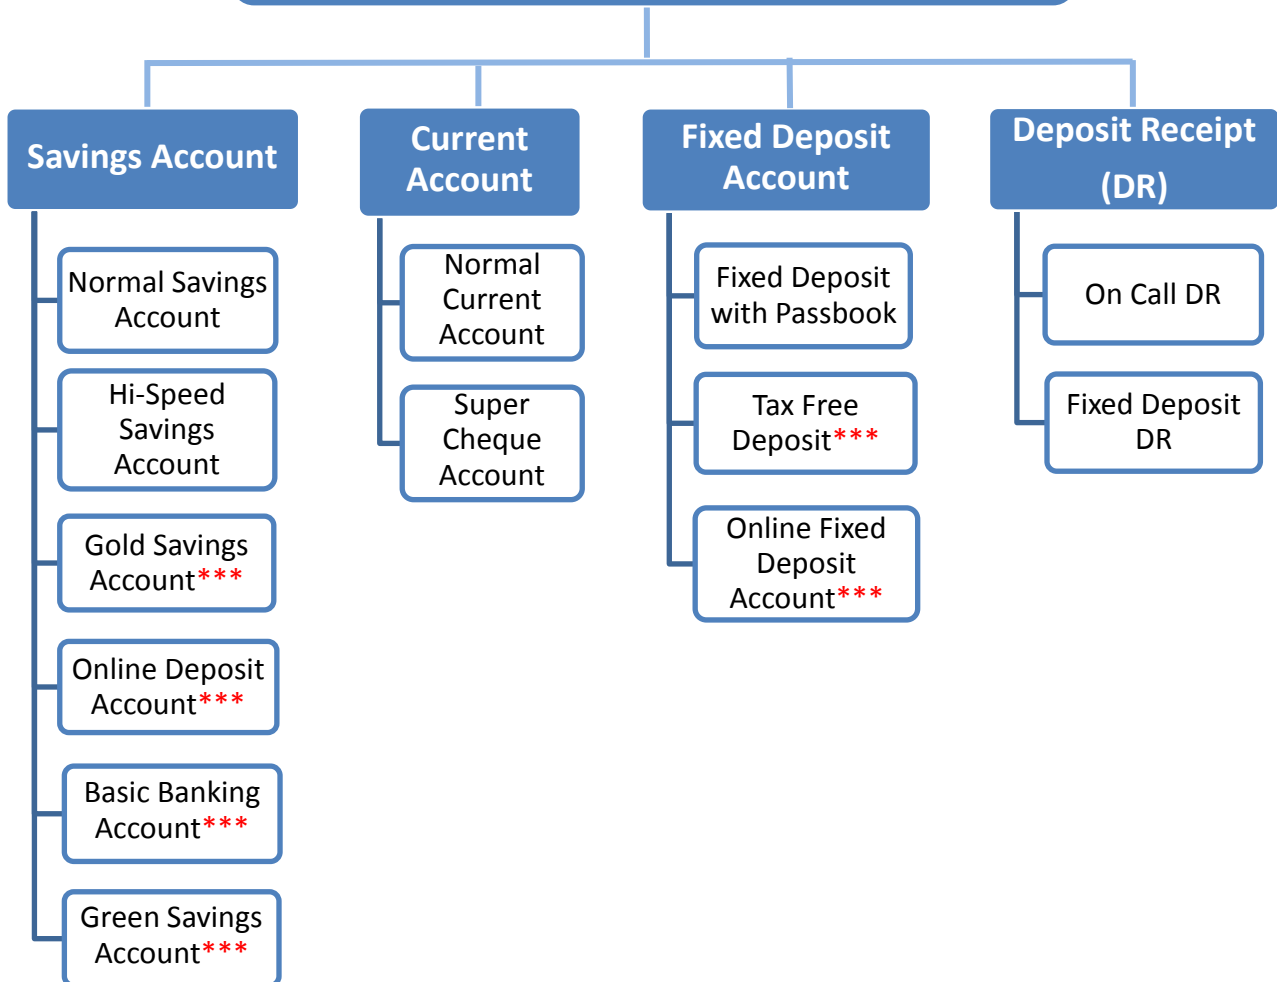 Savings Account
Normal Savings
Account
Hi-Speed
Savings
Account
Gold Savings
Account***
Online Deposit
Account***
Basic Banking
Account***
Green Savings
Account***
Current
Account
Normal
Current
Account
Super
Cheque
Account
Fixed Deposit
Account
Fixed Deposit
with Passbook
Tax Free
Deposit***
Online Fixed
Deposit
Account***
Deposit Receipt
(DR)
On Call DR
Fixed Deposit
DR